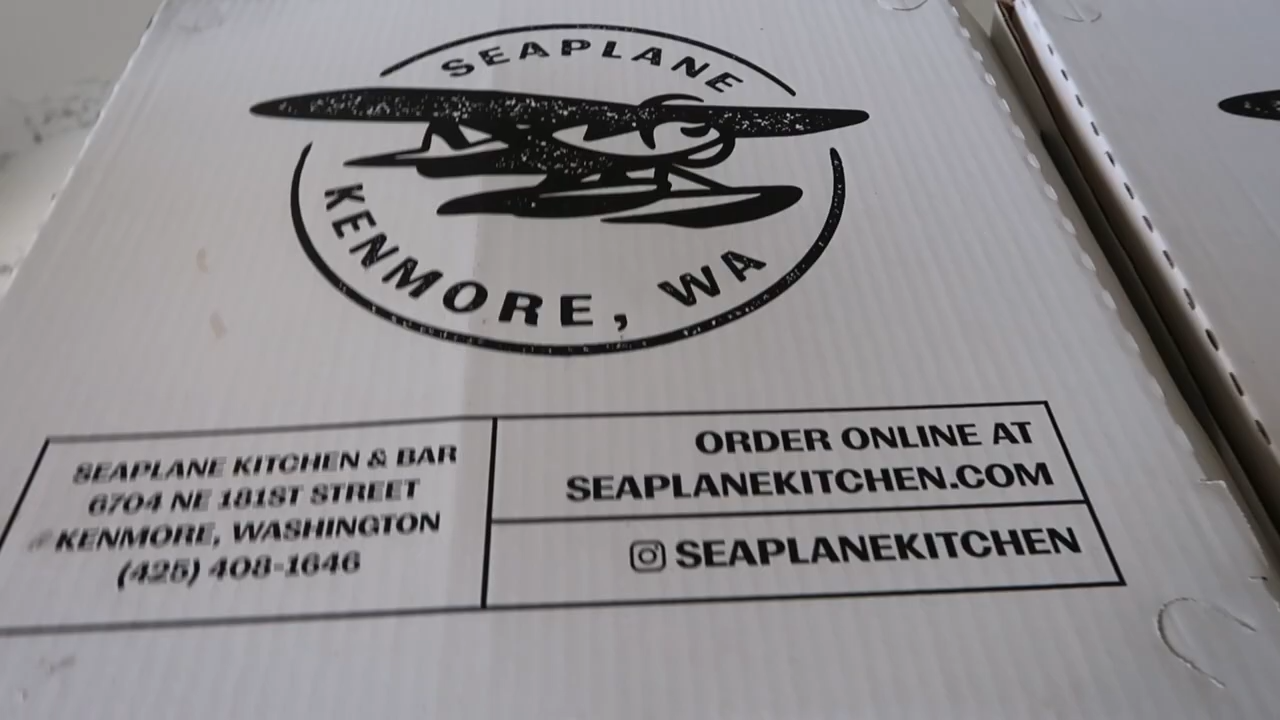 SEAPLANE
KENMORE, WA
SEAPLANE KITCHEN & BAR
6704 NE 181ST STREET
KENMORE, WASHINGTON
(425) 408-1646
ORDER ONLINE AT
SEAPLANEKITCHEN.COM
SEAPLANEKITCHEN